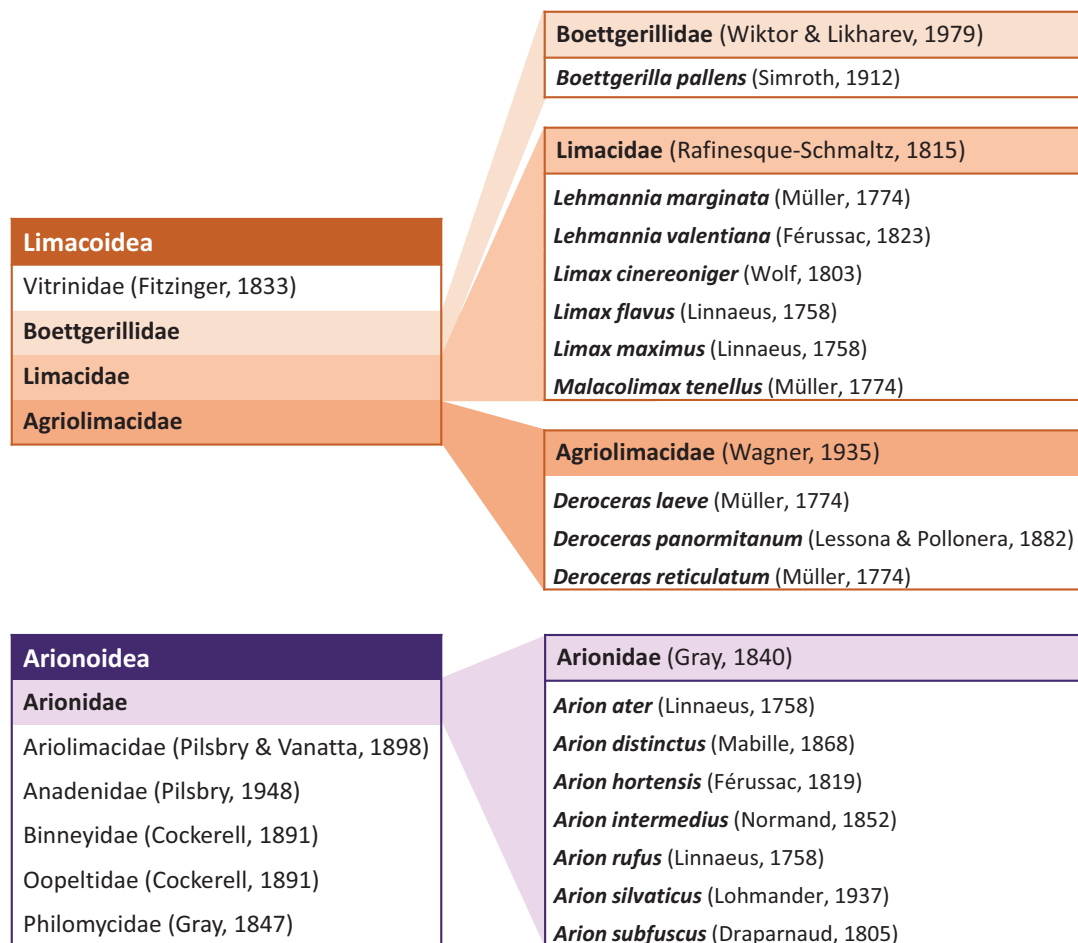 Limacoidea
Vitrinidae (Fitzinger, 1833)
Boettgerillidae
Limacidae
Agriolimacidae
Boettgerillidae (Wiktor & Likharev, 1979)
Boettgerilla pallens (Simroth, 1912)
Limacidae (Rafinesque-Schmaltz, 1815)
Lehmannia marginata (Müller, 1774)
Lehmannia valentiana (Férussac, 1823)
Limax cinereoniger (Wolf, 1803)
Limax flavus (Linnaeus, 1758)
Limax maximus (Linnaeus, 1758)
Malacolimax tenellus (Müller, 1774)
Agriolimacidae (Wagner, 1935)
Deroceras laeve (Müller, 1774)
Deroceras panormitanum (Lessona & Pollonera, 1882)
Deroceras reticulatum (Müller, 1774)
Arionoidea
Arionidae
Ariolimacidae (Pilsbry & Vanatta, 1898)
Anadenidae (Pilsbry, 1948)
Binneyidae (Cockerell, 1891)
Oopeltidae (Cockerell, 1891)
Philomycidae (Gray, 1847)
Arionidae (Gray, 1840)
Arion ater (Linnaeus, 1758)
Arion distinctus (Mabille, 1868)
Arion hortensis (Férussac, 1819)
Arion intermedius (Normand, 1852)
Arion rufus (Linnaeus, 1758)
Arion silvaticus (Lohmander, 1937)
Arion subfuscus (Draparnaud, 1805)